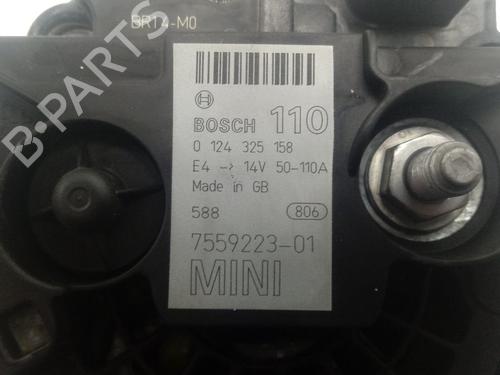 BR14-M0
BOSCH 110
0 124 325 158
E4 -> 14V 50-110A
Made in GB
588 806
7559223-01
MINI
B-PARTS